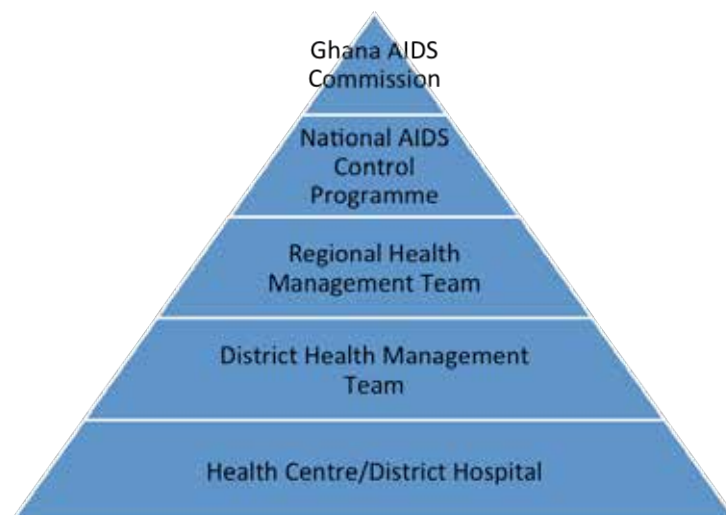 Ghana AIDS
Commission
National AIDS
Control
Programme
Regional Health
Management Team
District Health Management
Team
Health Centre/District Hospital